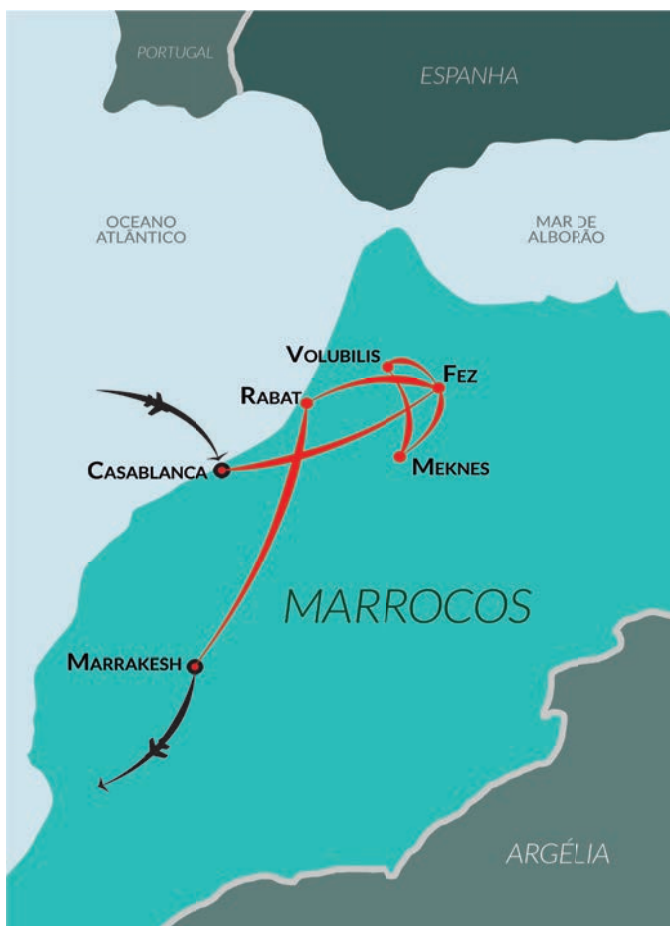 PORTUGAL
ESPANHA
OCEANO
ATLÂNTICO
MAR DE
ALBORÃO
VOLUBILIS
FEZ
RABAT
CASABLANCA
MEKNES
MARROCOS
MARRAKESH
ARGÉLIA